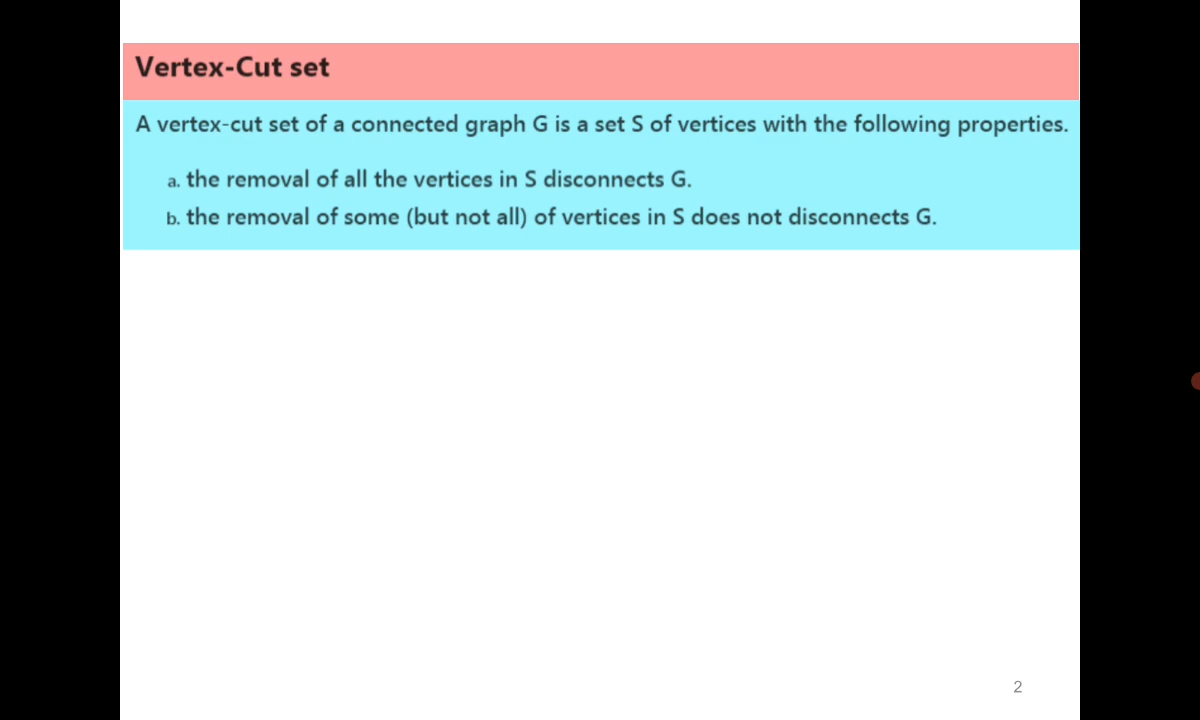 Vertex-Cut set
A vertex-cut set of a connected graph G is a set S of vertices with the following properties.
a. the removal of all the vertices in S disconnects G.
b. the removal of some (but not all) of vertices in S does not disconnects G.
2